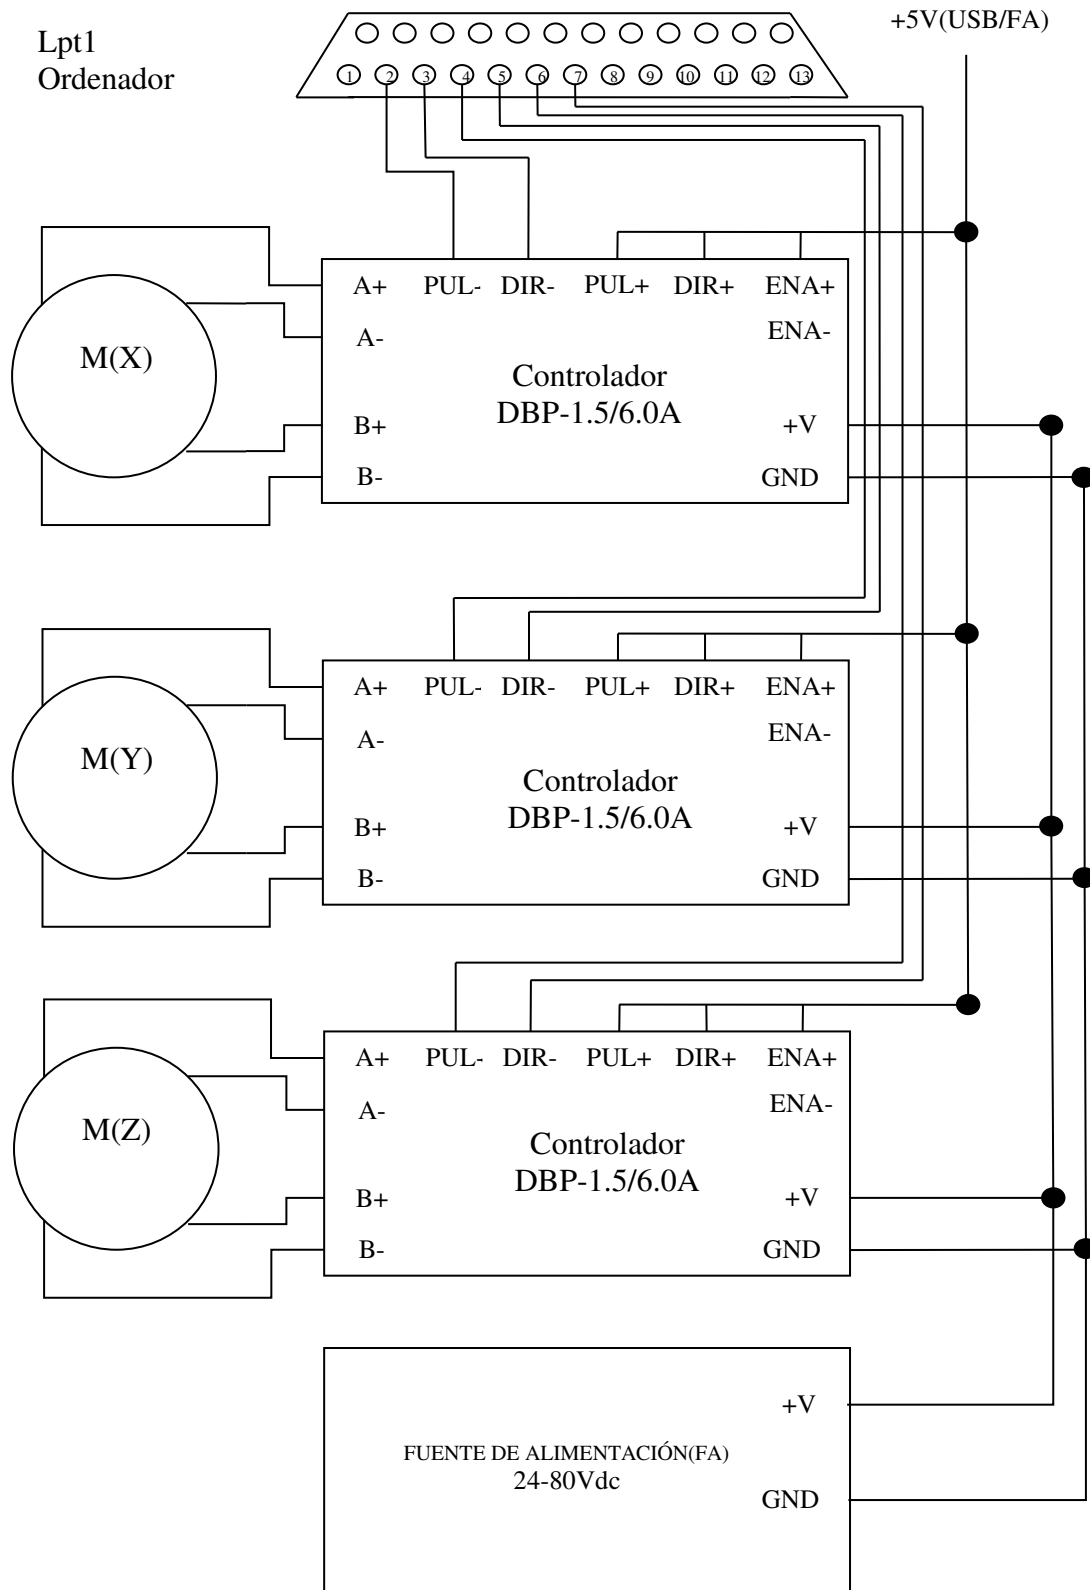 +5V(USB/FA)
Lpt1
Ordenador
1 2 3 4 5 6 7 8 9 10 11 12 13
A+ PUL- DIR- PUL+ DIR+ ENA+
ENA-
A-
M(X)
Controlador
DBP-1.5/6.0A
B+ +V
B- GND
A+ PUL- DIR- PUL+ DIR+ ENA+
ENA-
A-
M(Y)
Controlador
DBP-1.5/6.0A
B+ +V
B- GND
A+ PUL- DIR- PUL+ DIR+ ENA+
ENA-
A-
M(Z)
Controlador
DBP-1.5/6.0A
B+ +V
B- GND
+V
FUENTE DE ALIMENTACIÓN(FA)
24-80Vdc
GND